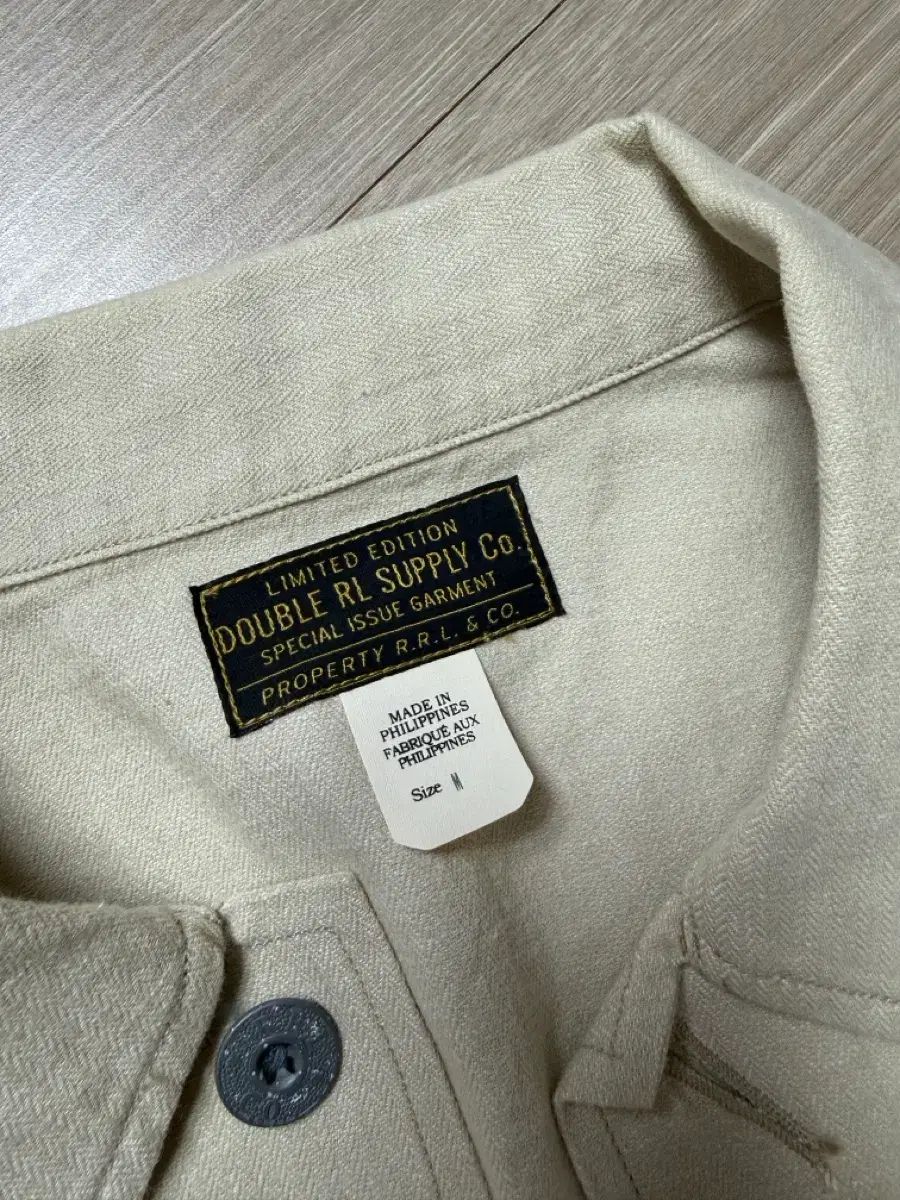 LIMITED EDITION
DOUBLE RL SUPPLY Co.
SPECIAL ISSUE GARMENT
PROPERTY R.R.L. & CO.
MADE IN
PHILIPPINES
FABRIQUÉ AUX
PHILIPPINES
Size M